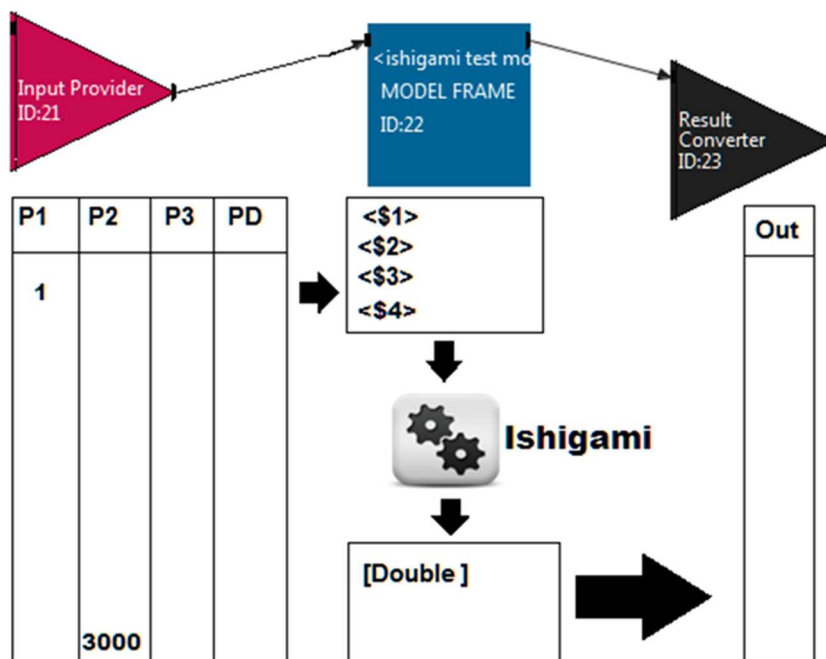 Input Provider
ID:21
<ishigami test mo
MODEL FRAME
ID:22
Result
Converter
ID:23
P1 P2 P3 PD
1
3000
<$1>
<$2>
<$3>
<$4>
Ishigami
[Double]
Out